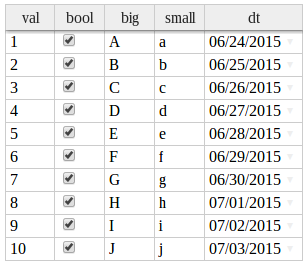 val bool big small dt
1 A a 06/24/2015
2 B b 06/25/2015
3 C c 06/26/2015
4 D d 06/27/2015
5 E e 06/28/2015
6 F f 06/29/2015
7 G g 06/30/2015
8 H h 07/01/2015
9 I i 07/02/2015
10 J j 07/03/2015